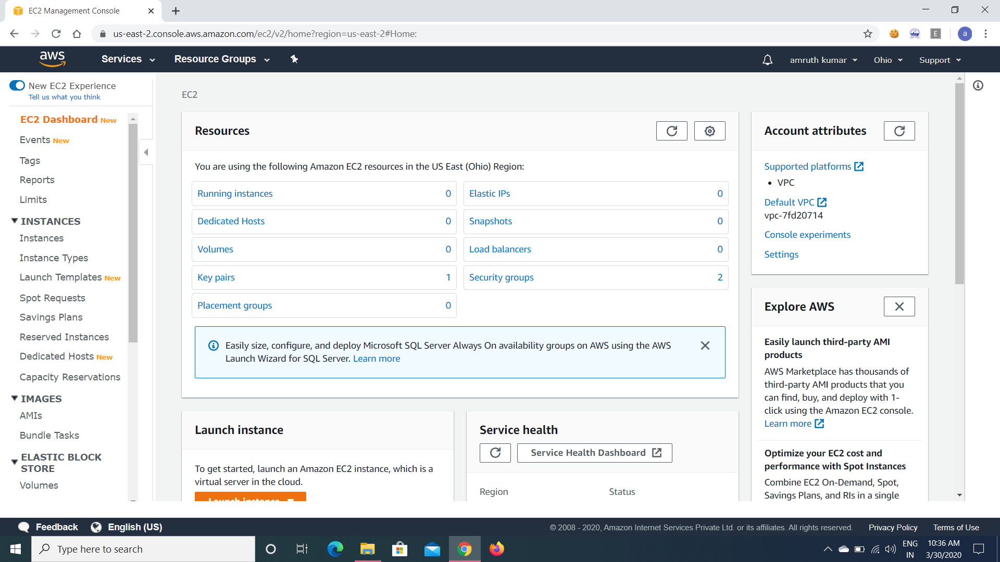 EC2 Management Console
us-east-2.console.aws.amazon.com/ec2/v2/home?region=us-east-2#Home:
E
a
aws
Services
Resource Groups
amruth kumar
Ohio
Support
New EC2 Experience
Tell us what you think
EC2 Dashboard New
Events New
Tags
Reports
Limits
INSTANCES
Instances
Instance Types
Launch Templates New
Spot Requests
Savings Plans
Reserved Instances
Dedicated Hosts New
Capacity Reservations
IMAGES
AMIs
Bundle Tasks
ELASTIC BLOCK
STORE
Volumes
EC2
Resources
You are using the following Amazon EC2 resources in the US East (Ohio) Region:
Running instances 0
Elastic IPs 0
Dedicated Hosts 0
Snapshots 0
Volumes 0
Load balancers 0
Key pairs 1
Security groups 2
Placement groups 0
Easily size, configure, and deploy Microsoft SQL Server Always On availability groups on AWS using the AWS
Launch Wizard for SQL Server. Learn more
Launch instance
To get started, launch an Amazon EC2 instance, which is a
virtual server in the cloud.
Launch instance
Service health
Service Health Dashboard
Region Status
Account attributes
Supported platforms
• VPC
Default VPC
vpc-7fd20714
Console experiments
Settings
Explore AWS
Easily launch third-party AMI
products
AWS Marketplace has thousands of
third-party AMI products that you
can find, buy, and deploy with 1-
click using the Amazon EC2 console.
Learn more
Optimize your EC2 cost and
performance with Spot Instances
Combine EC2 On-Demand, Spot,
Savings Plans, and RIs in a single
Feedback
English (US)
© 2008 - 2020, Amazon Internet Services Private Ltd. or its affiliates. All rights reserved.
Privacy Policy
Terms of Use
Type here to search
ENG
IN
10:36 AM
3/30/2020